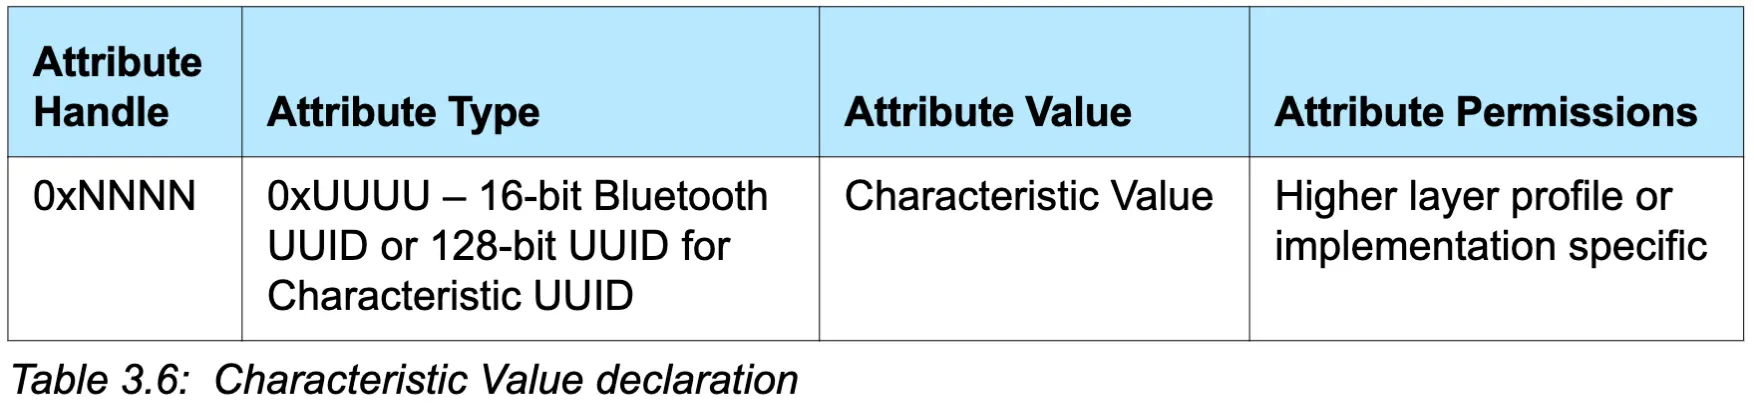 Attribute
Handle
Attribute Type
Attribute Value
Attribute Permissions
0xNNNN
0xUUUU – 16-bit Bluetooth
UUID or 128-bit UUID for
Characteristic UUID
Characteristic Value
Higher layer profile or
implementation specific
Table 3.6: Characteristic Value declaration